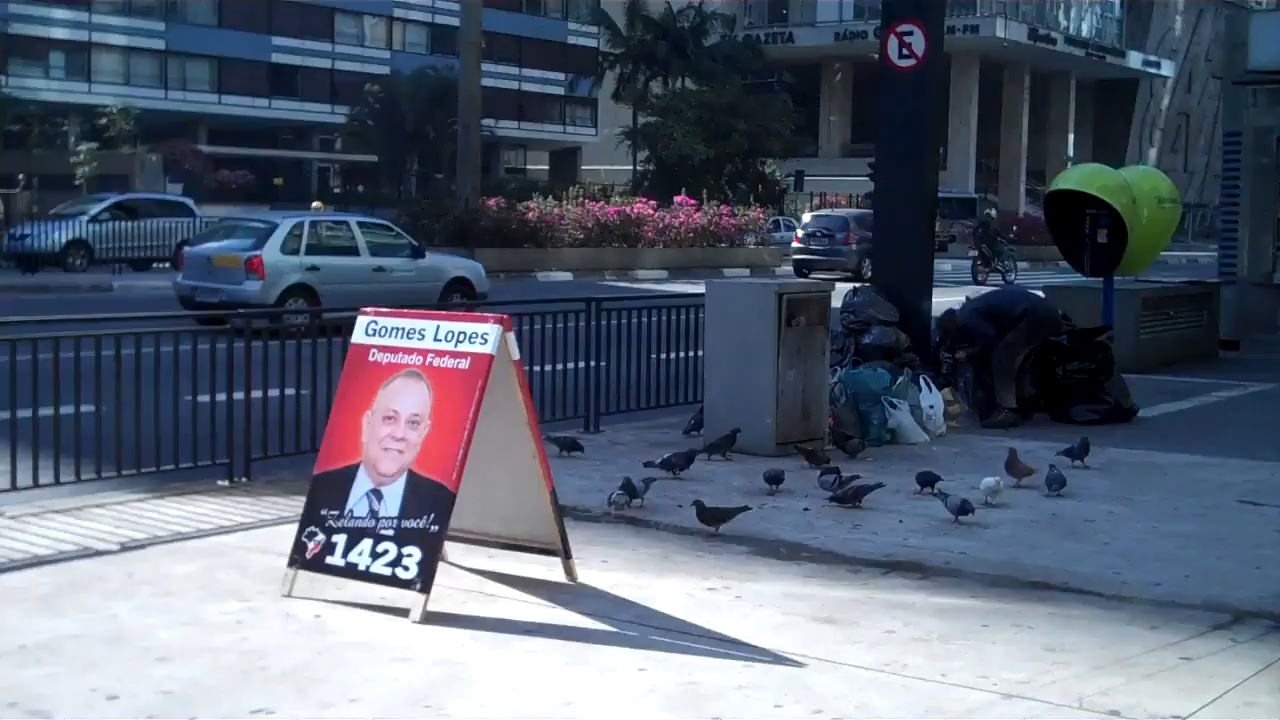 GAZETA
RÁDIO
M-FM
E
Gomes Lopes
Deputado Federal
"Zelando por você!,,
1423